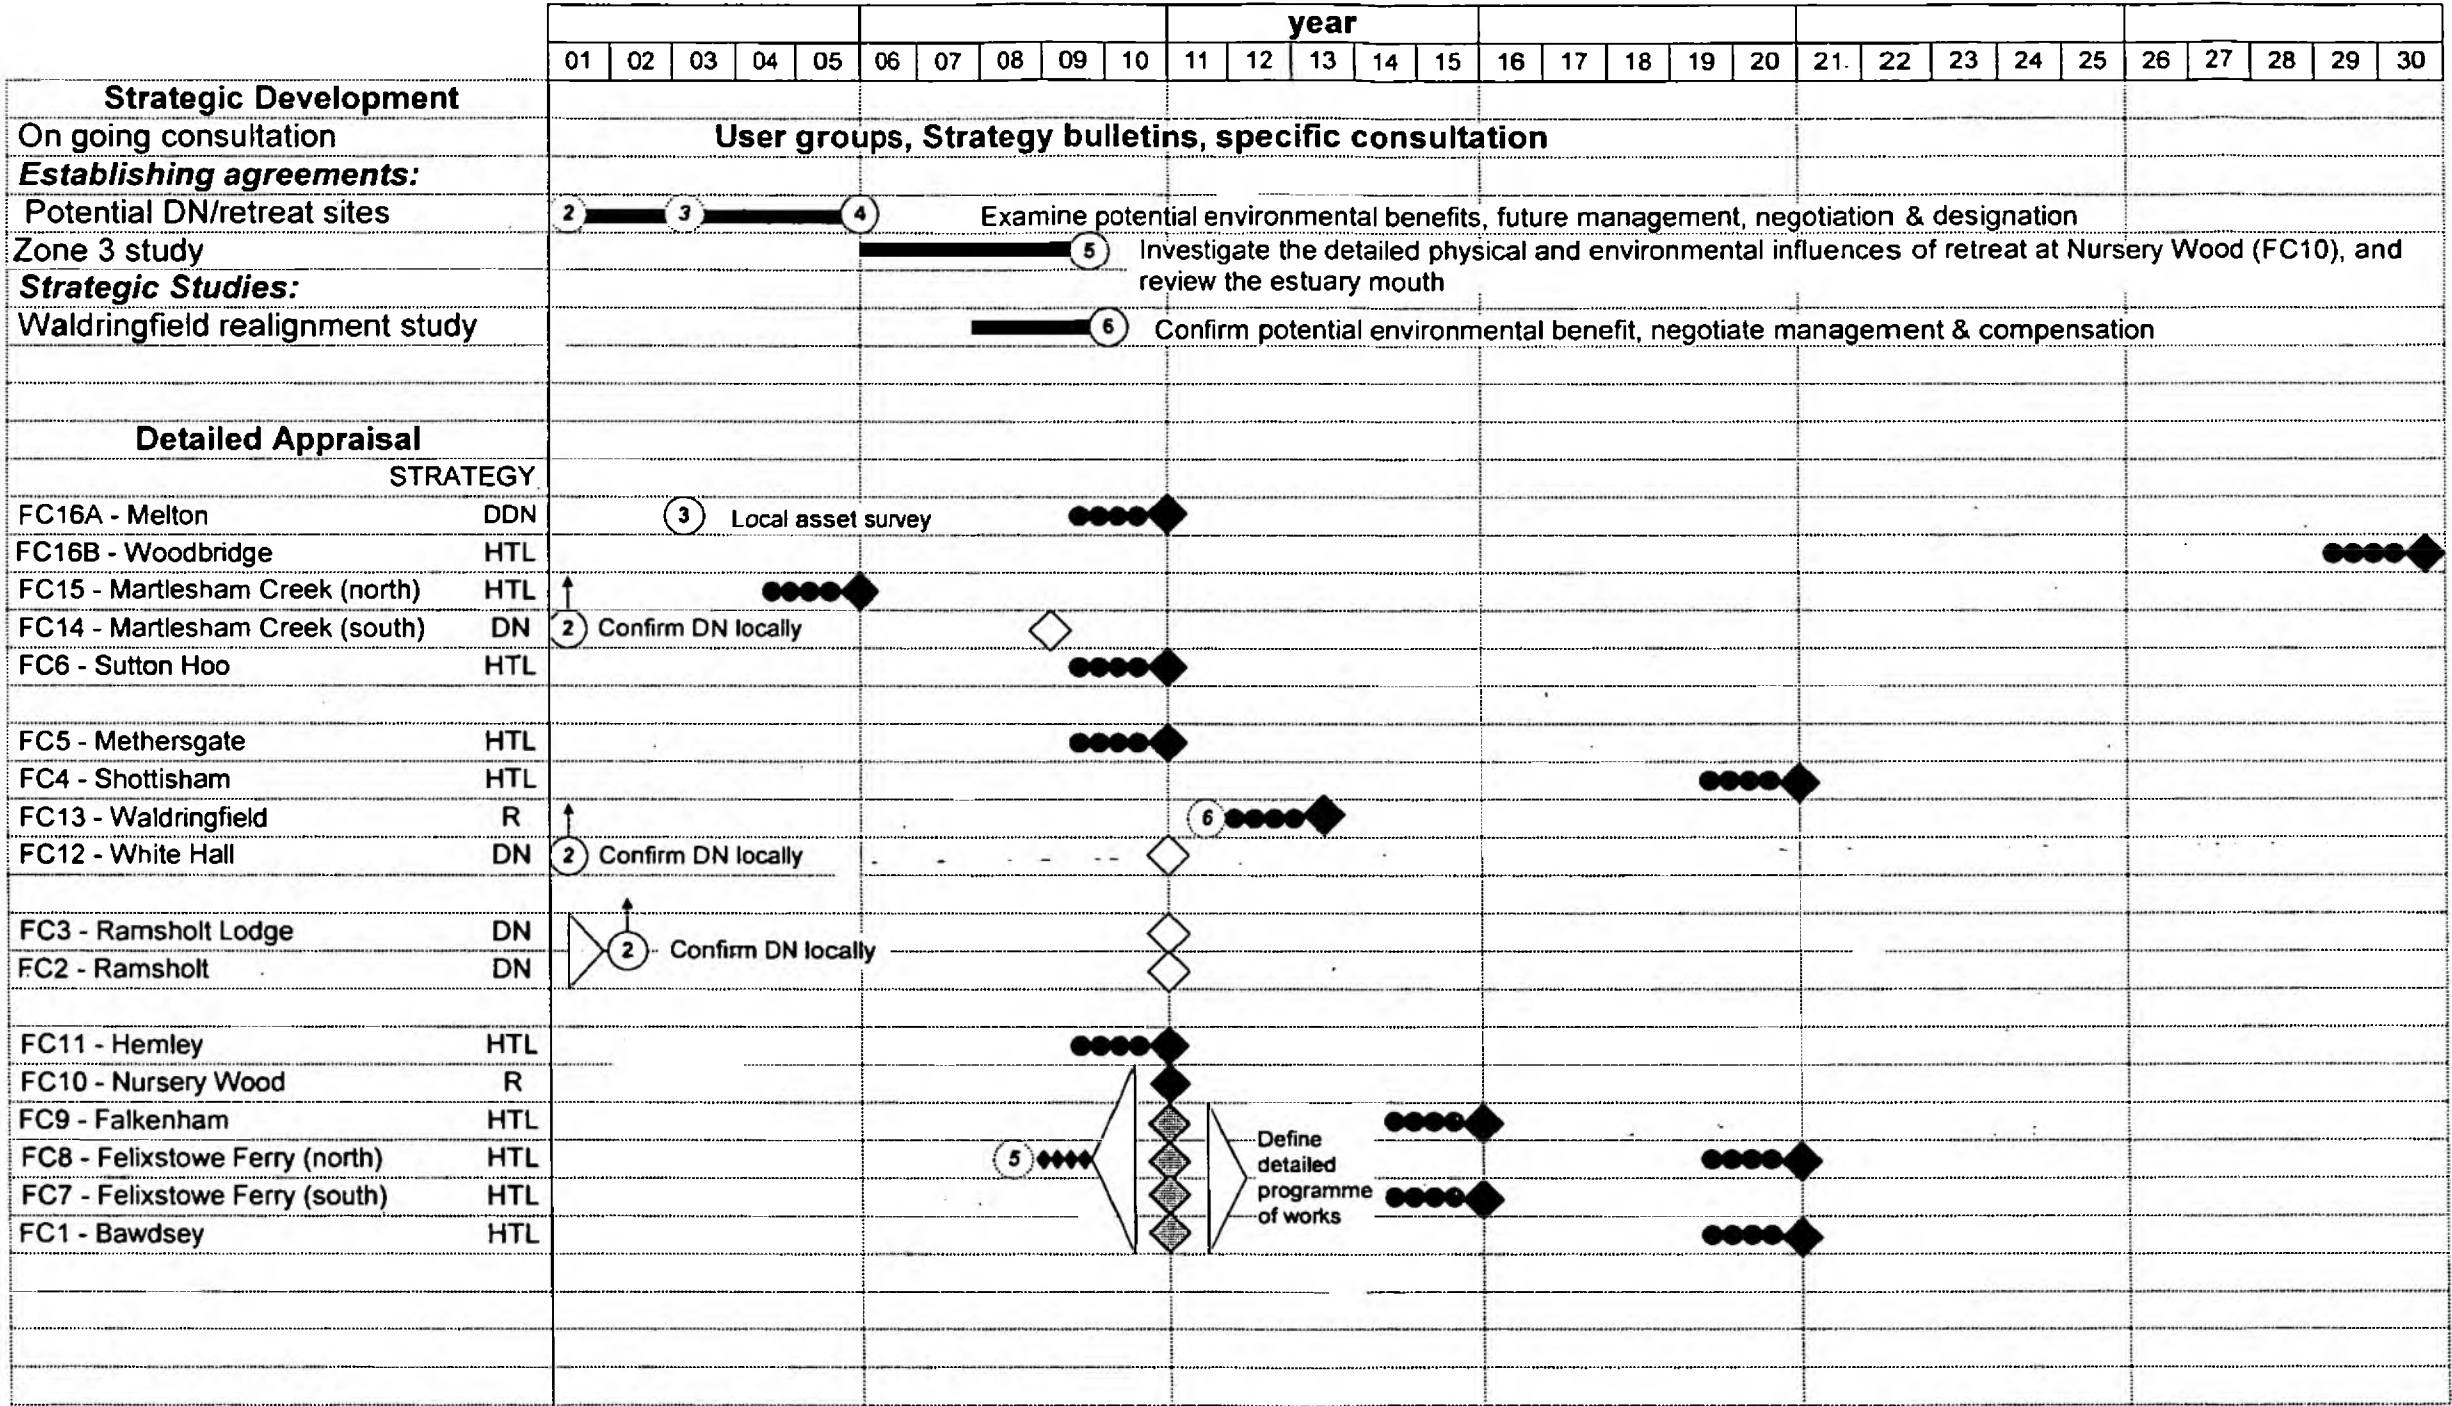 year
01 02 03 04 05 06 07 08 09 10 11 12 13 14 15 16 17 18 19 20 21 22 23 24 25 26 27 28 29 30
Strategic Development
On going consultation User groups, Strategy bulletins, specific consultation
Establishing agreements:
Potential DN/retreat sites 2 3 4 Examine potential environmental benefits, future management, negotiation & designation
Zone 3 study 5 Investigate the detailed physical and environmental influences of retreat at Nursery Wood (FC10), and
review the estuary mouth
Strategic Studies:
Waldringfield realignment study 6 Confirm potential environmental benefit, negotiate management & compensation
Detailed Appraisal
STRATEGY
FC16A - Melton DDN 3 Local asset survey
FC16B - Woodbridge HTL
FC15 - Martlesham Creek (north) HTL
FC14 - Martlesham Creek (south) DN 2 Confirm DN locally
FC6 - Sutton Hoo HTL
FC5 - Methersgate HTL
FC4 - Shottisham HTL
FC13 - Waldringfield R 6
FC12 - White Hall DN 2 Confirm DN locally
FC3 - Ramsholt Lodge DN
2 Confirm DN locally
FC2 - Ramsholt DN
FC11 - Hemley HTL
FC10 - Nursery Wood R
FC9 - Falkenham HTL
FC8 - Felixstowe Ferry (north) HTL 5
FC7 - Felixstowe Ferry (south) HTL
FC1 - Bawdsey HTL
Define
detailed
programme
of works